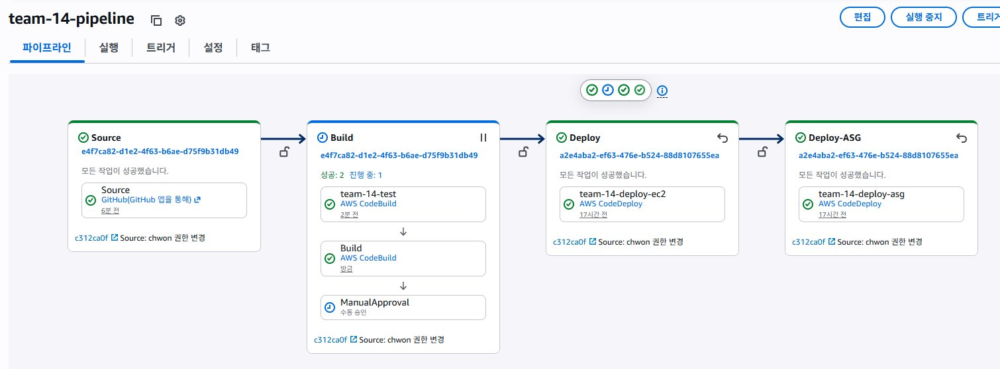 team-14-pipeline
편집
실행 중지
파이프라인
실행
트리거
설정
태그
Source
e4f7ca82-d1e2-4f63-b6ae-d75f9b31db49
모든 작업이 성공했습니다.
Source
GitHub(GitHub 앱을 통해)
6분 전
c312ca0f Source: chwon 권한 변경
Build
e4f7ca82-d1e2-4f63-b6ae-d75f9b31db49
성공: 2 진행 중: 1
team-14-test
AWS CodeBuild
2분 전
Build
AWS CodeBuild
방금
ManualApproval
수동 승인
c312ca0f Source: chwon 권한 변경
Deploy
a2e4aba2-ef63-476e-b524-88d8107655ea
모든 작업이 성공했습니다.
team-14-deploy-ec2
AWS CodeDeploy
17시간 전
c312ca0f Source: chwon 권한 변경
Deploy-ASG
a2e4aba2-ef63-476e-b524-88d8107655ea
모든 작업이 성공했습니다.
team-14-deploy-asg
AWS CodeDeploy
17시간 전
c312ca0f Source: chwon 권한 변경